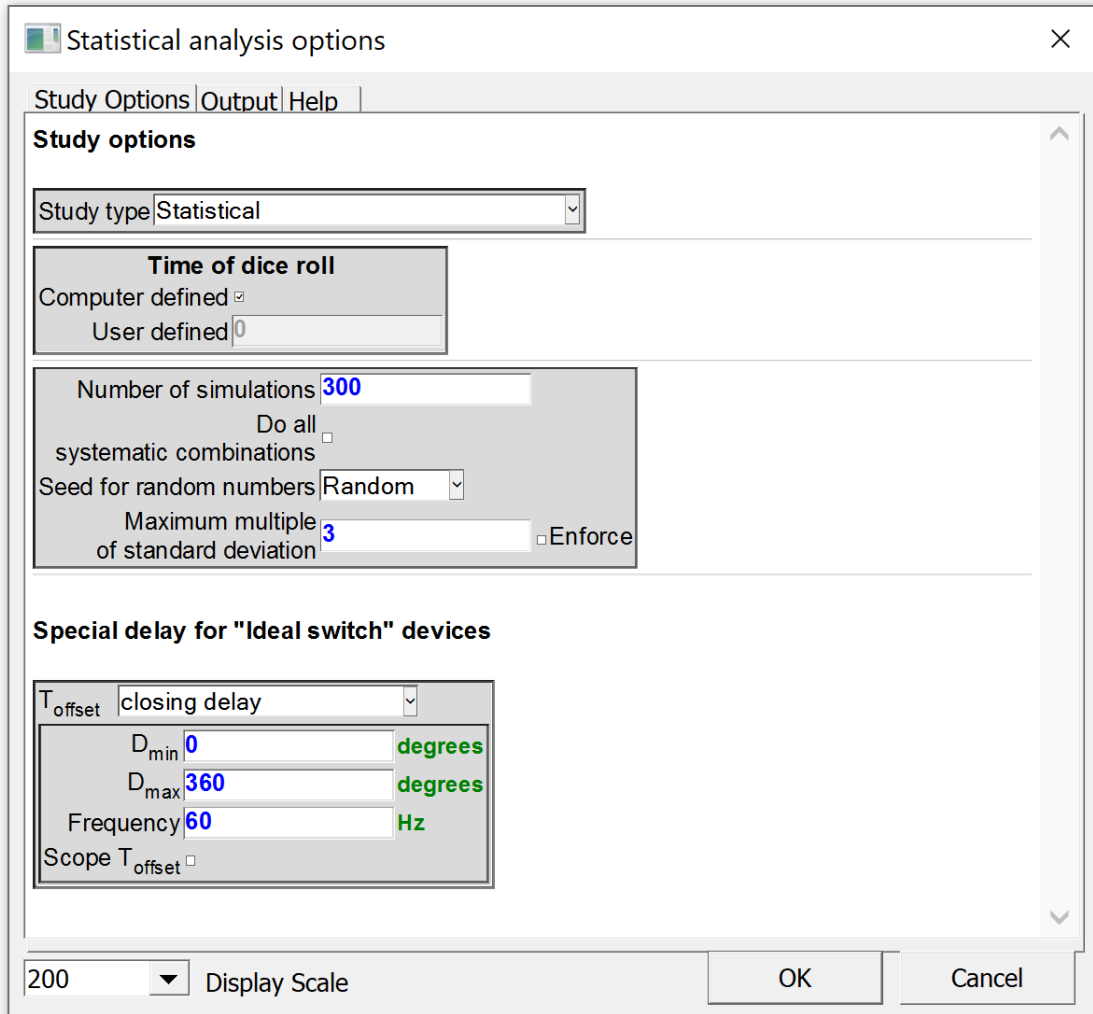 Statistical analysis options
Study Options Output Help
Study options
Study type Statistical
Time of dice roll
Computer defined
User defined 0
Number of simulations 300
Do all
systematic combinations
Seed for random numbers Random
Maximum multiple
of standard deviation 3 Enforce
Special delay for "Ideal switch" devices
Toffset closing delay
Dmin 0 degrees
Dmax 360 degrees
Frequency 60 Hz
Scope Toffset
200 Display Scale OK Cancel